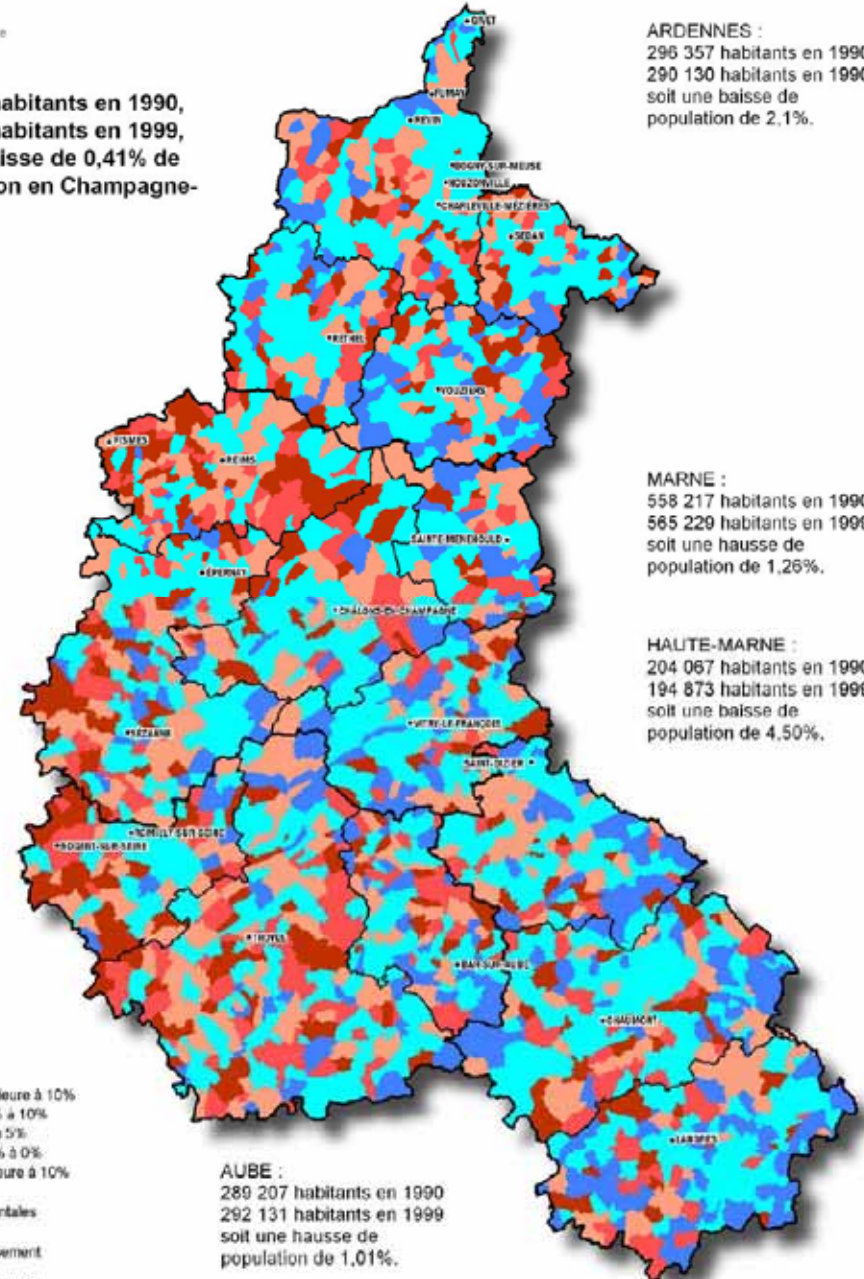 habitants en 1990,
habitants en 1999,
isse de 0,41% de
on en Champagne-
ARDENNES :
296 357 habitants en 1990
290 130 habitants en 1990
soit une baisse de
population de 2,1%.
GIVET
FUMAY
REVIN
BOGNY-SUR-MEUSE
NOUZONVILLE
CHARLEVILLE-MÉZIÈRES
SEDAN
RETHEL
VOUZIERS
FISMES
REIMS
MARNE :
558 217 habitants en 1990
565 229 habitants en 1999
soit une hausse de
population de 1,26%.
SAINTE-MENEHOULD
ÉPERNAY
CHÂLONS-EN-CHAMPAGNE
HAUTE-MARNE :
204 067 habitants en 1990
194 873 habitants en 1999
soit une baisse de
population de 4,50%.
SÉZANNE
VITRY-LE-FRANÇOIS
SAINT-DIZIER
ROMILLY-SUR-SEINE
NOGENT-SUR-SEINE
TROYES
BAR-SUR-AUBE
CHAUMONT
LANGRES
ieure à 10%
à 10%
5%
à 0%
eure à 10%
ntales
ement
AUBE :
289 207 habitants en 1990
292 131 habitants en 1999
soit une hausse de
population de 1,01%.